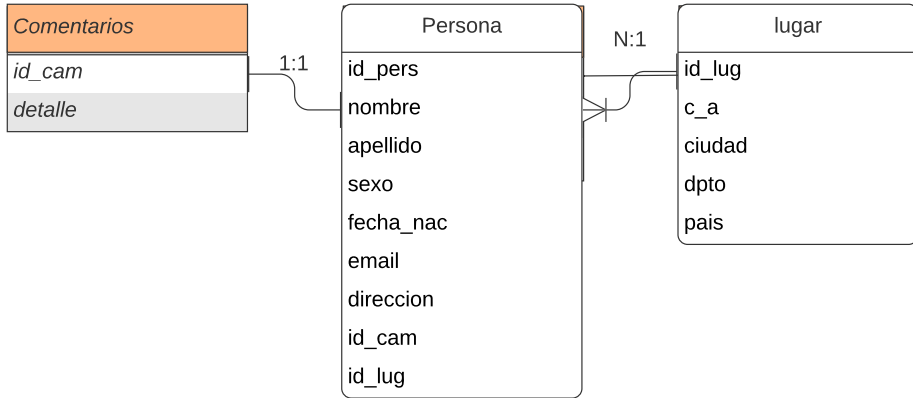 Comentarios
id_cam
detalle
1:1
Persona
id_pers
nombre
apellido
sexo
fecha_nac
email
direccion
id_cam
id_lug
N:1
lugar
id_lug
c_a
ciudad
dpto
pais